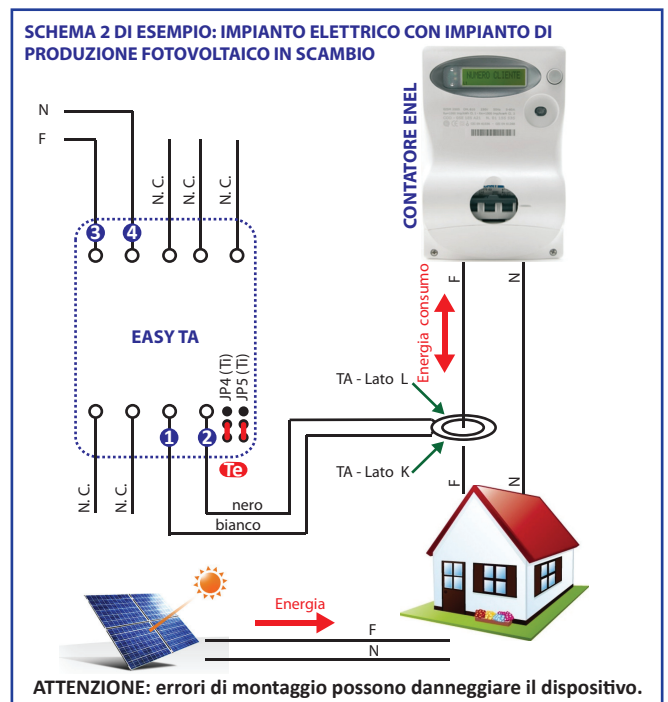 SCHEMA 2 DI ESEMPIO: IMPIANTO ELETTRICO CON IMPIANTO DI
PRODUZIONE FOTOVOLTAICO IN SCAMBIO
N
F
N. C.
N. C.
N. C.
3
4
EASY TA
JP4 (Ti)
JP5 (Ti)
1
2
Te
N. C.
N. C.
nero
bianco
CONTATORE ENEL
NUMERO CLIENTE
F
N
Energia consumo
TA - Lato L
TA - Lato K
F
N
Energia
F
N
ATTENZIONE: errori di montaggio possono danneggiare il dispositivo.